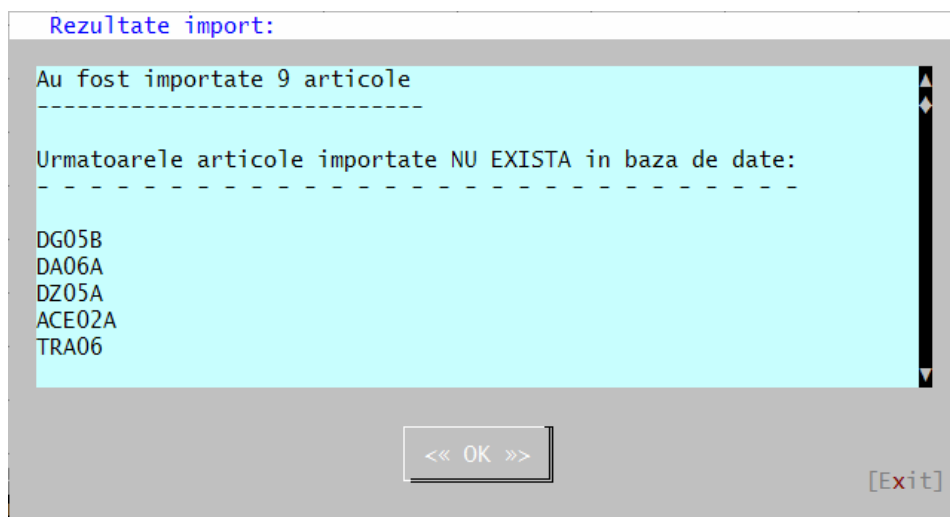 Rezultate import:
Au fost importate 9 articole
-----------------------------
Urmatoarele articole importate NU EXISTA in baza de date:
- - - - - - - - - - - - - - - - - - - - - - - - - - - - -
DG05B
DA06A
DZ05A
ACE02A
TRA06
<« OK »>
[Exit]